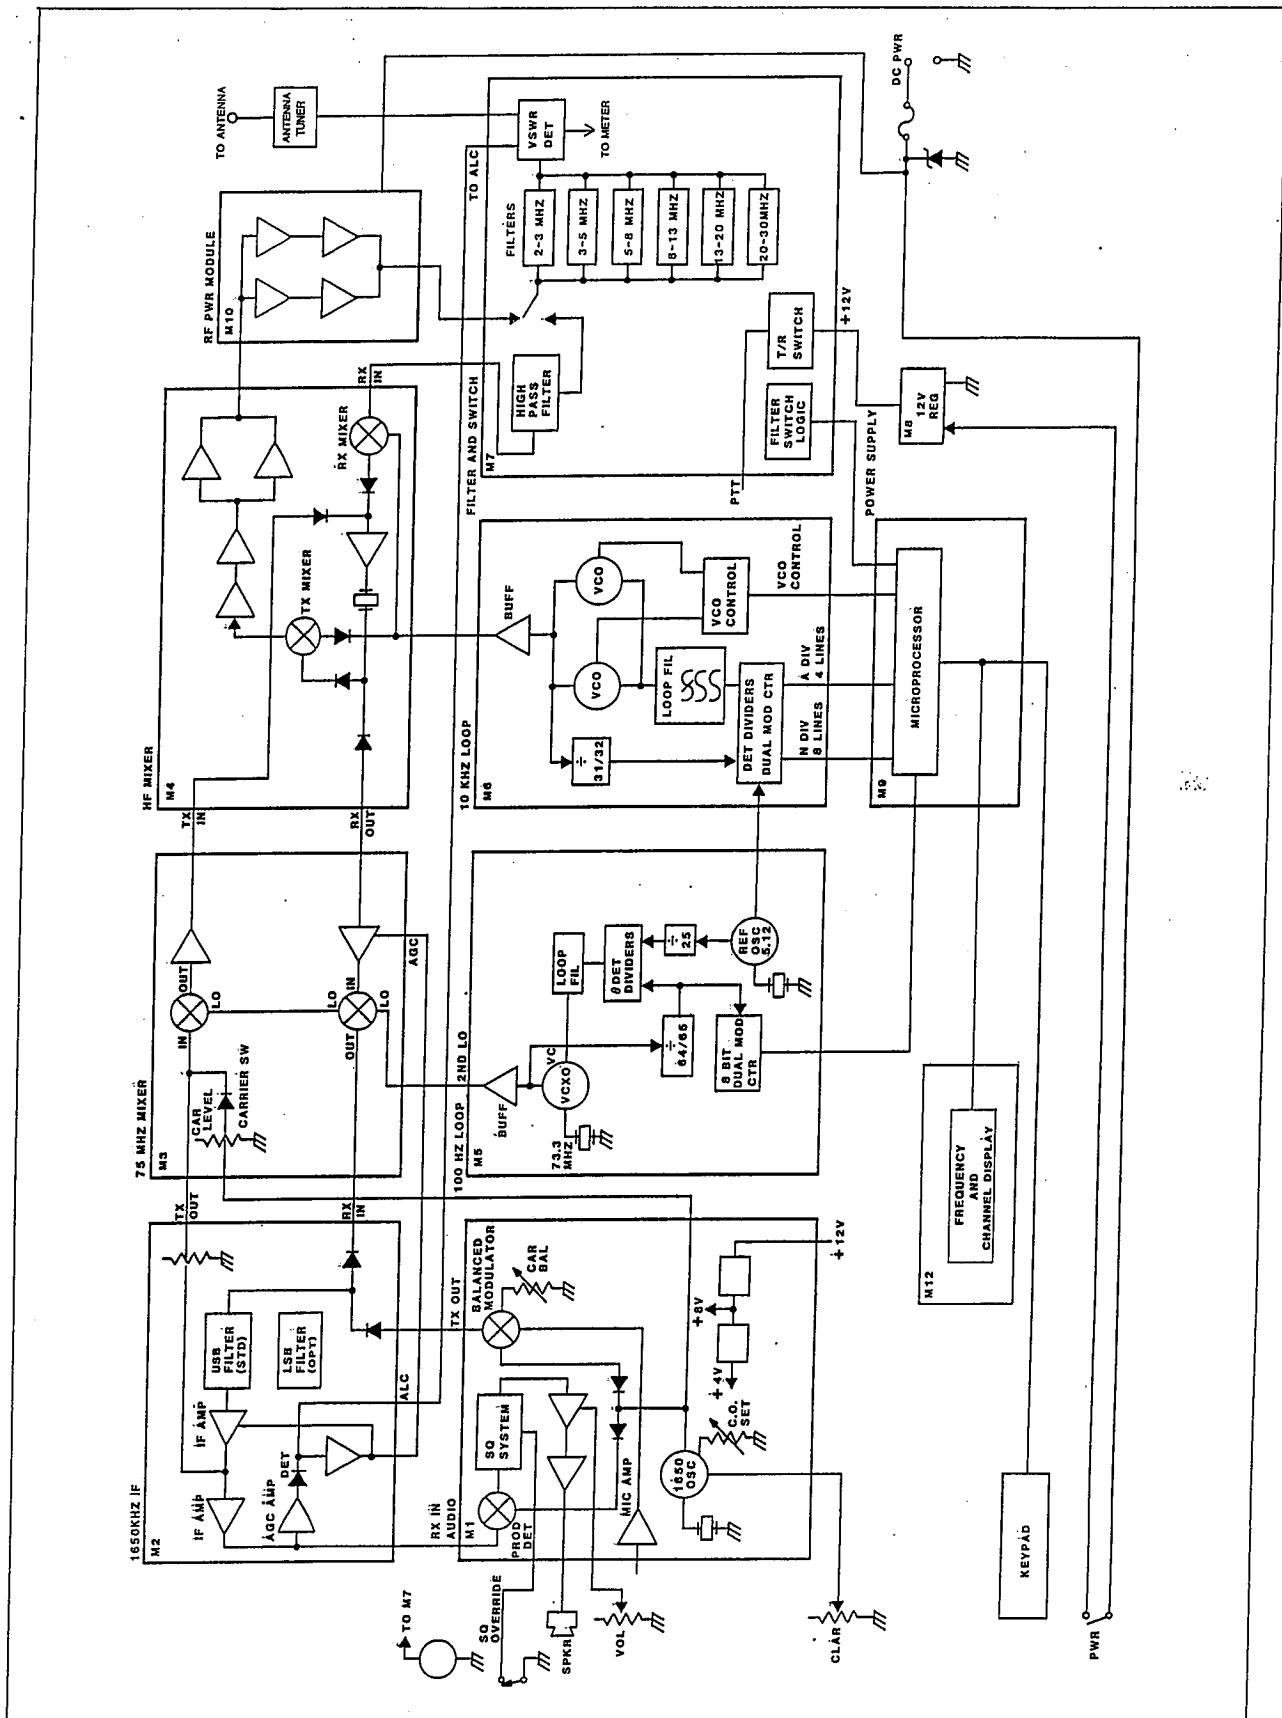 1650KHZ IF
M2
IF AMP
IF AMP
AGC AMP
DET
USB
FILTER
(STD)
LSB
FILTER
(OPT)
ALC
TX
OUT
RX
IN
75 MHZ MIXER
M3
CAR
LEVEL
CARRIER SW
IN
OUT
LO
LO
IN
LO
OUT
AGC
TX
IN
RX
OUT
HF MIXER
M4
TX MIXER
RX MIXER
RX
IN
RF PWR MODULE
M10
TO ANTENNA
ANTENNA
TUNER
TO M7
SQ
OVERRIDE
SPKR
VOL
CLAR
RX IN
AUDIO
M1
PROD
DET
SQ
SYSTEM
TX OUT
BALANCED
MODULATOR
CAR
BAL
MIC AMP
1650
OSC
C.O.
SET
+4V
+8V
+12V
100 HZ LOOP
2ND LO
M5
BUFF
73.3
MHZ
VCXO
VC
LOOP
FIL
θDET
DIVIDERS
÷
25
REF
OSC
5.12
÷
64/65
8 BIT
DUAL MOD
CTR
10 KHZ LOOP
M6
BUFF
VCO
VCO
÷
31/32
LOOP FIL
VCO
CONTROL
DET DIVIDERS
DUAL MOD CTR
N DIV
8 LINES
A DIV
4 LINES
VCO
CONTROL
FILTER AND SWITCH
TO ALC
M7
HIGH
PASS
FILTER
FILTERS
2-3 MHZ
3-5 MHZ
5-8 MHZ
8-13 MHZ
13-20 MHZ
20-30MHZ
VSWR
DET
TO METER
PTT
FILTER
SWITCH
LOGIC
T/R
SWITCH
+12V
POWER SUPPLY
M8
12V
REG
DC PWR
M9
MICROPROCESSOR
M12
FREQUENCY
AND
CHANNEL DISPLAY
KEYPAD
PWR